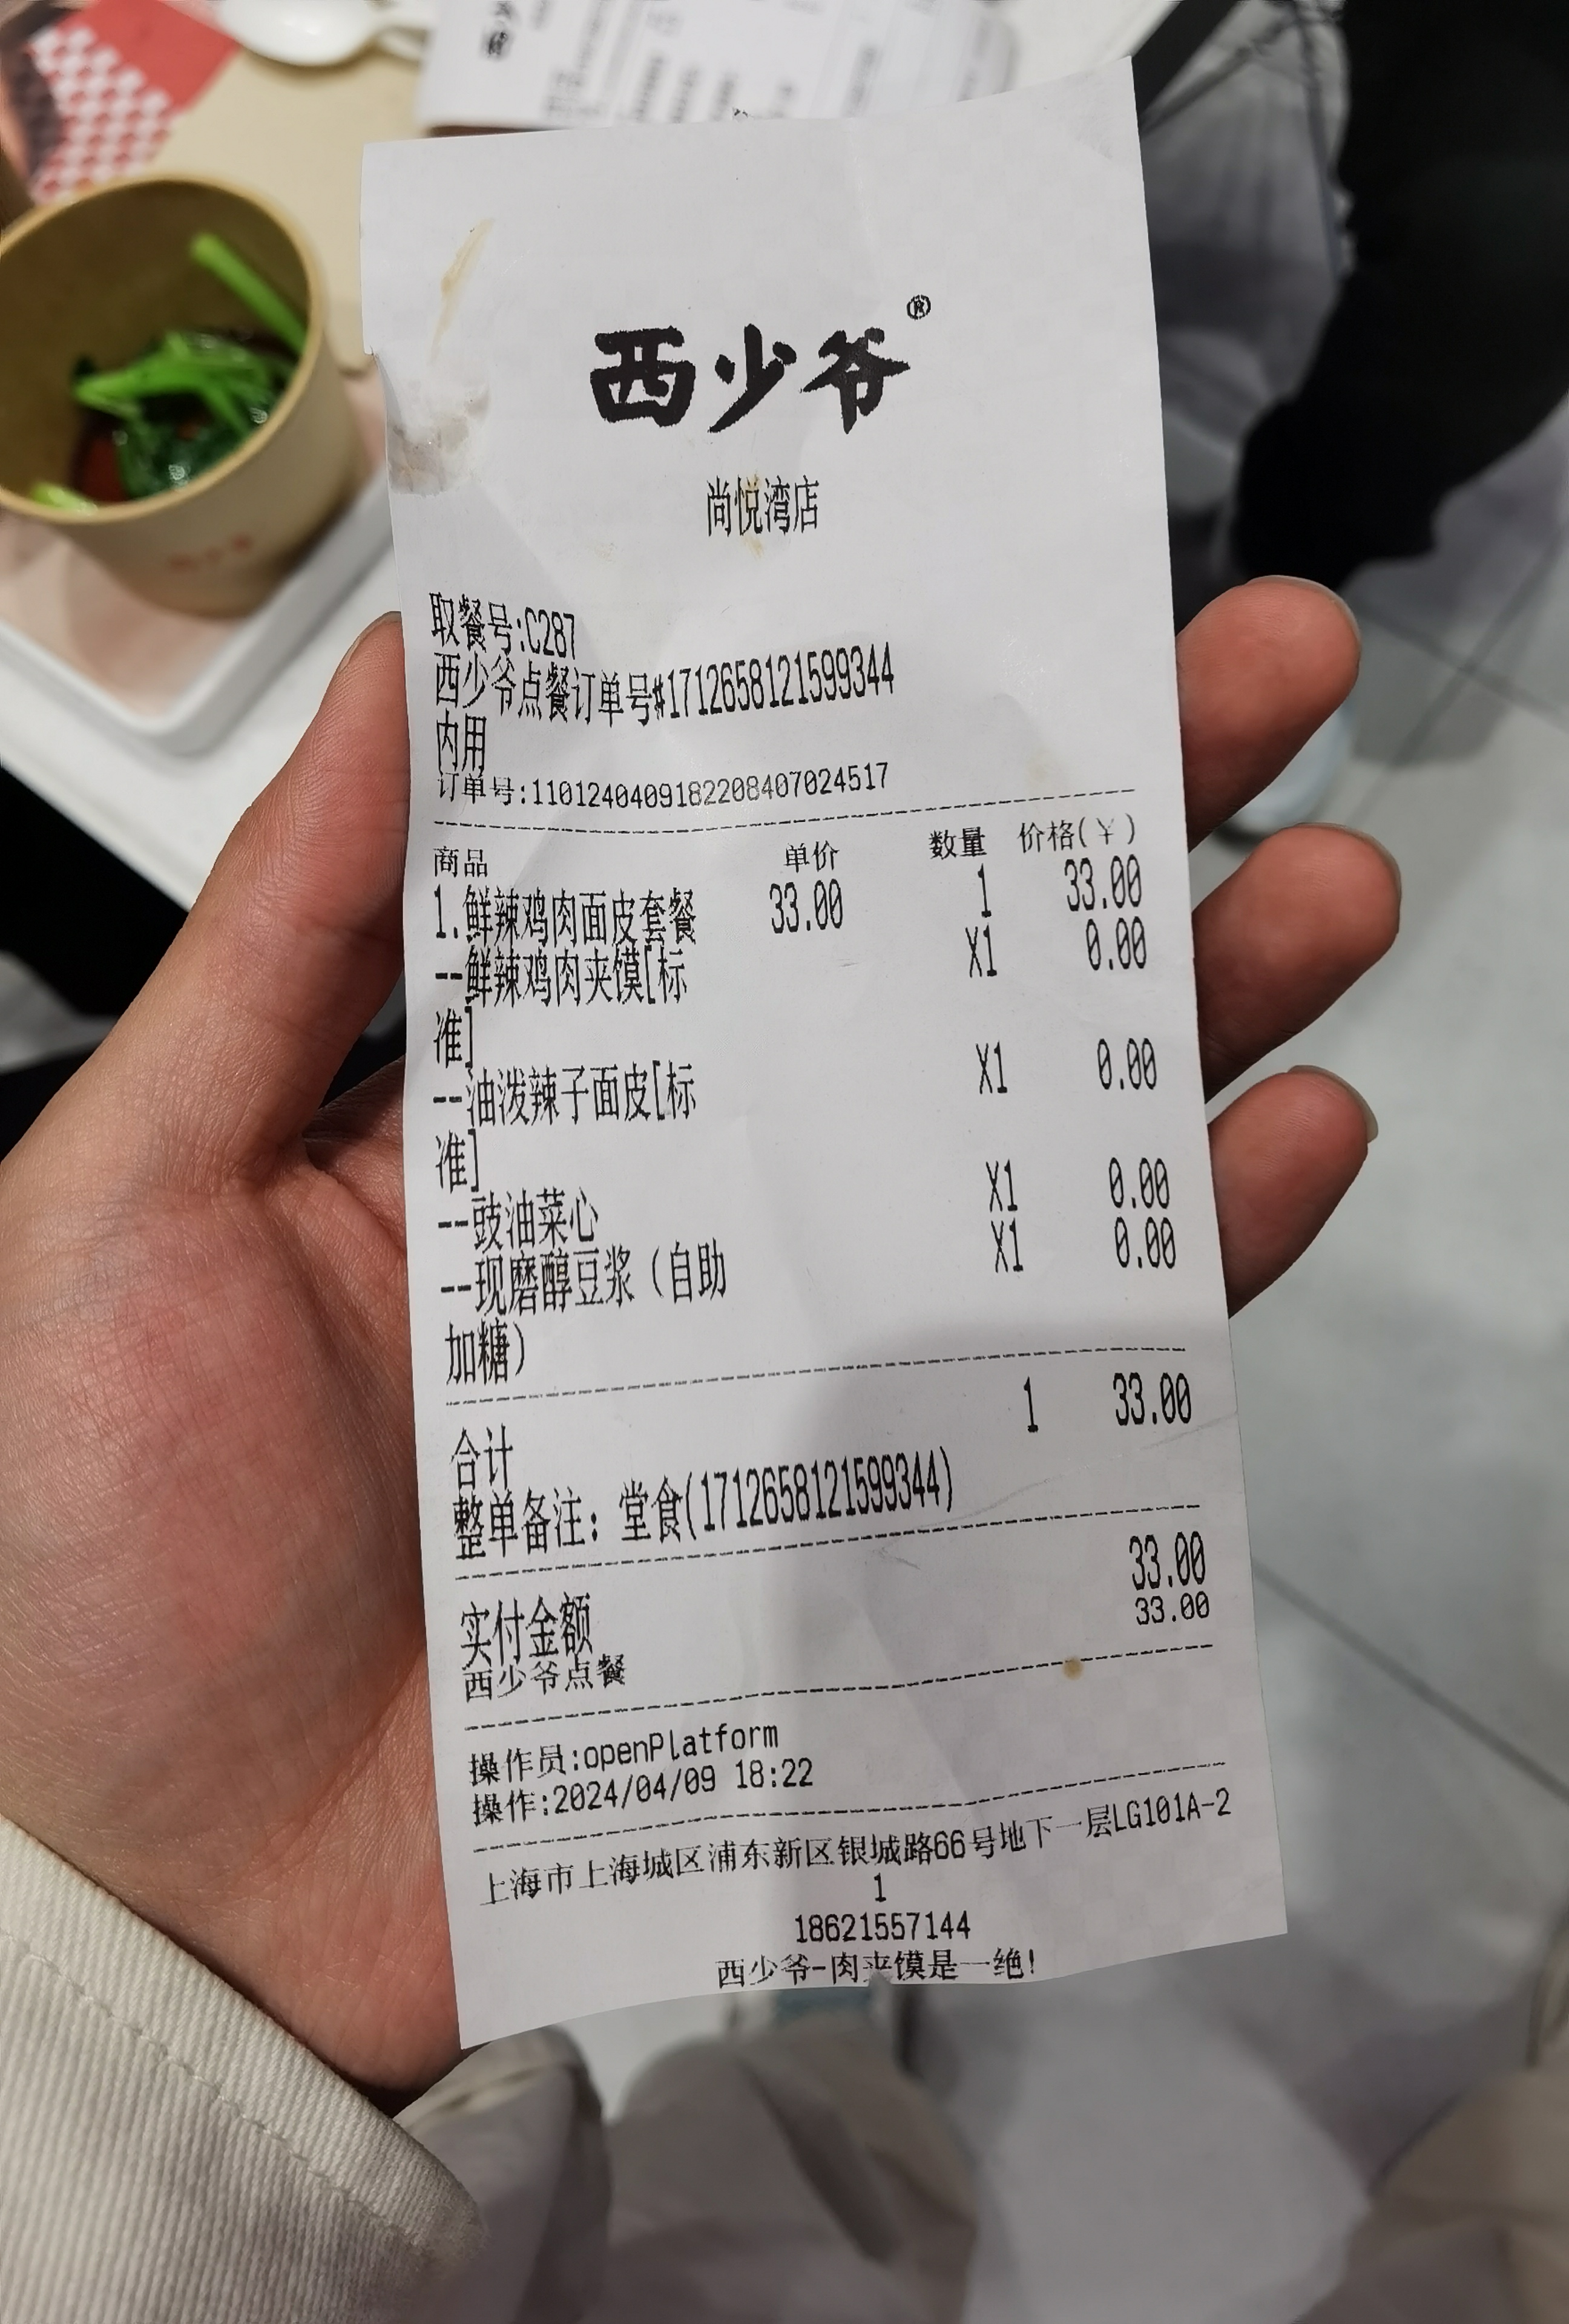 西少爷®
尚悦湾店
取餐号:C287
西少爷点餐订单号#1712658121599344
内用
订单号:1101240409182208407024517
商品 单价 数量 价格(¥)
1.鲜辣鸡肉面皮套餐 33.00 1 33.00
--鲜辣鸡肉夹馍[标 X1 0.00
准]
--油泼辣子面皮[标 X1 0.00
准]
--豉油菜心 X1 0.00
--现磨醇豆浆（自助 X1 0.00
加糖）
合计 1 33.00
整单备注：堂食(1712658121599344)
实付金额 33.00
西少爷点餐 33.00
操作员:openPlatform
操作:2024/04/09 18:22
上海市上海城区浦东新区银城路66号地下一层LG101A-2
1
18621557144
西少爷-肉夹馍是一绝!